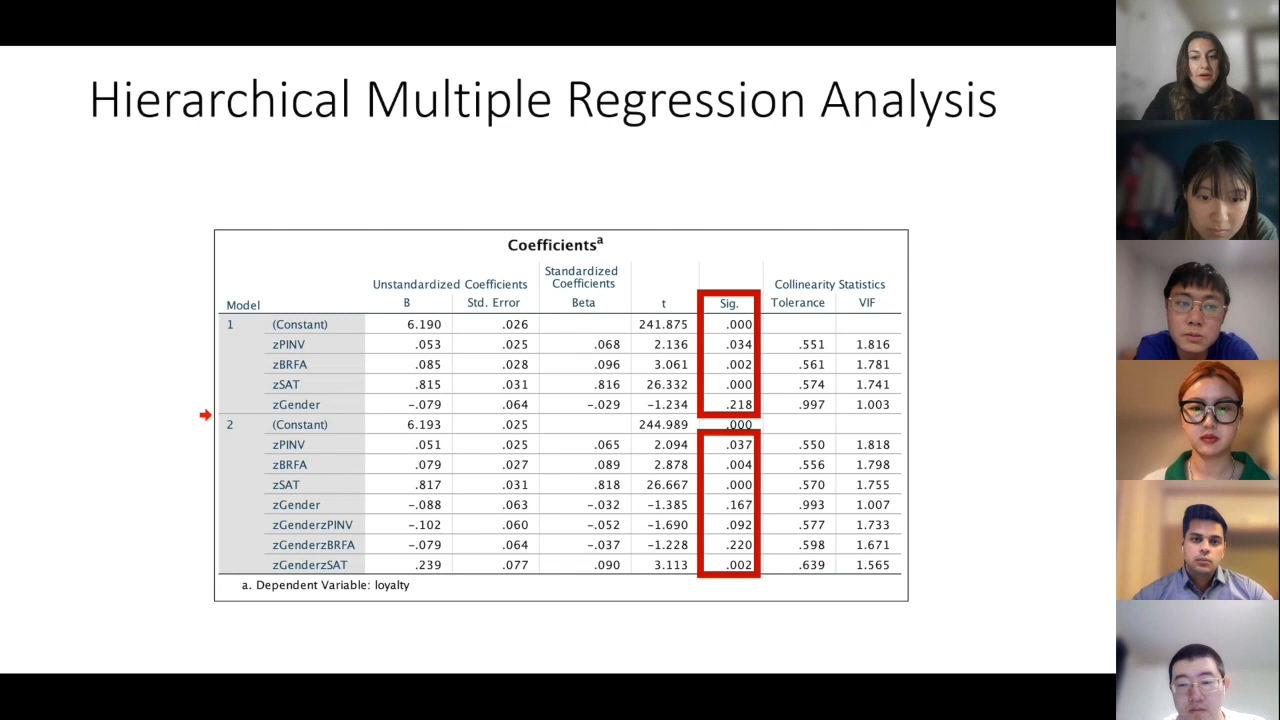 Hierarchical Multiple Regression Analysis
Coefficientsa
Standardized
Unstandardized Coefficients Coefficients Collinearity Statistics
Model B Std. Error Beta t Sig. Tolerance VIF
1 (Constant) 6.190 .026 241.875 .000
zPINV .053 .025 .068 2.136 .034 .551 1.816
zBRFA .085 .028 .096 3.061 .002 .561 1.781
zSAT .815 .031 .816 26.332 .000 .574 1.741
zGender -.079 .064 -.029 -1.234 .218 .997 1.003
2 (Constant) 6.193 .025 244.989 .000
zPINV .051 .025 .065 2.094 .037 .550 1.818
zBRFA .079 .027 .089 2.878 .004 .556 1.798
zSAT .817 .031 .818 26.667 .000 .570 1.755
zGender -.088 .063 -.032 -1.385 .167 .993 1.007
zGenderzPINV -.102 .060 -.052 -1.690 .092 .577 1.733
zGenderzBRFA -.079 .064 -.037 -1.228 .220 .598 1.671
zGenderzSAT .239 .077 .090 3.113 .002 .639 1.565
a. Dependent Variable: loyalty